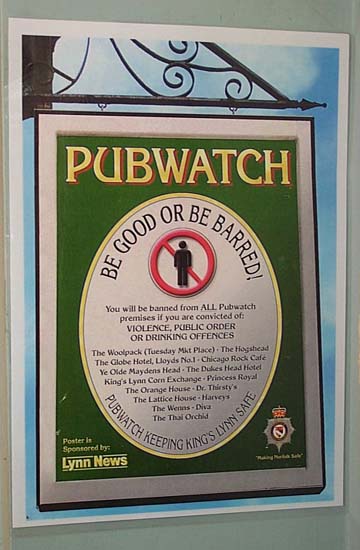 PUBWATCH
BE GOOD OR BE BARRED!
You will be banned from ALL Pubwatch
premises if you are convicted of:
VIOLENCE, PUBLIC ORDER
OR DRINKING OFFENCES
The Woolpack (Tuesday Mkt Place) · The Hogshead
The Globe Hotel, Lloyds No.1 · Chicago Rock Café
Ye Olde Maydens Head · The Dukes Head Hotel
King's Lynn Corn Exchange · Princess Royal
The Orange House · Dr. Thirsty's
The Lattice House · Harveys
The Wenns · Diva
The Thai Orchid
PUBWATCH KEEPING KING'S LYNN SAFE
Poster is
Sponsored by:
Lynn News
"Making Norfolk Safe"